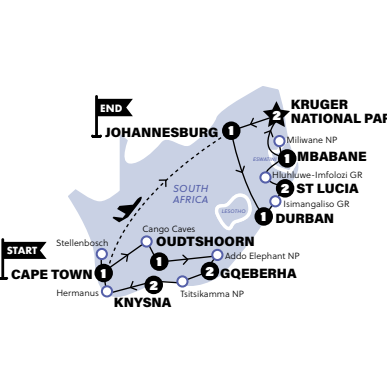 END
KRUGER
NATIONAL PAR
2
JOHANNESBURG 1
Miliwane NP
1 MBABANE
ESWATINI
Hluhluwe-Imfolozi GR
SOUTH
AFRICA
2 ST LUCIA
Isimangaliso GR
LESOTHO
1 DURBAN
Cango Caves
START
Stellenbosch
OUDTSHOORN
Addo Elephant NP
1
CAPE TOWN 1
2 GQEBERHA
2
Hermanus
Tsitsikamma NP
KNYSNA